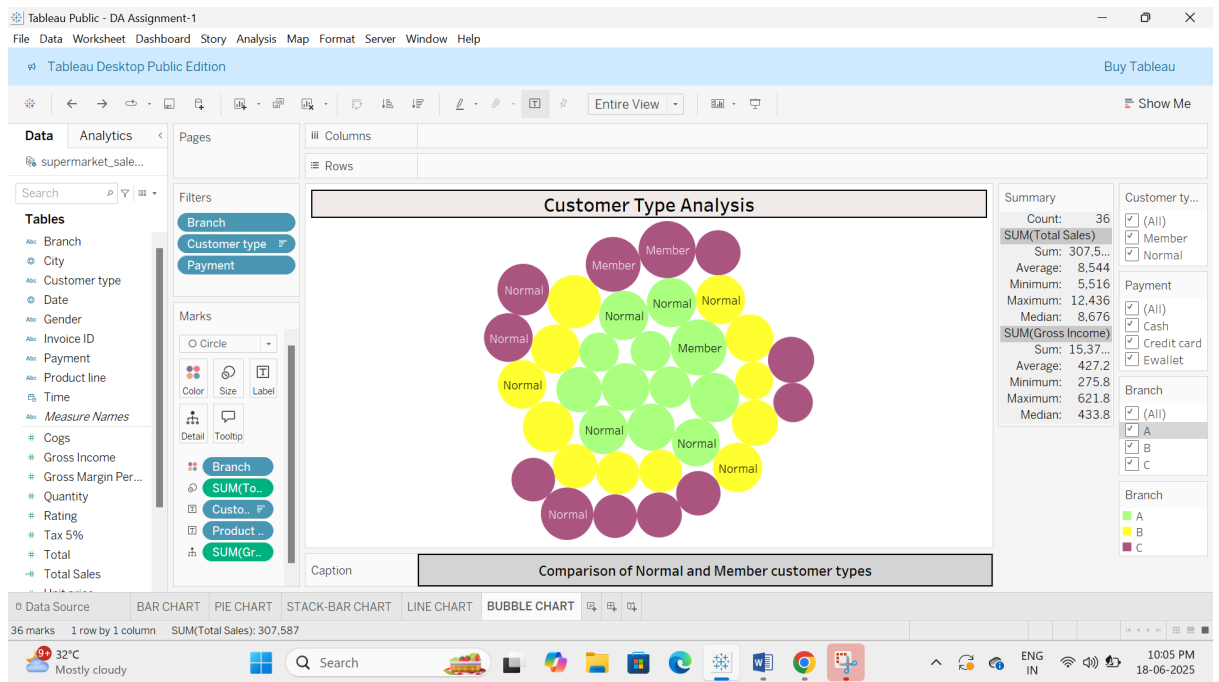 Tableau Public - DA Assignment-1
File Data Worksheet Dashboard Story Analysis Map Format Server Window Help
Tableau Desktop Public Edition
Buy Tableau
Entire View
Show Me
Data
Analytics
supermarket_sale...
Search
Tables
Abc Branch
City
Abc Customer type
Date
Abc Gender
Abc Invoice ID
Abc Payment
Abc Product line
Time
Abc Measure Names
# Cogs
# Gross Income
# Gross Margin Per...
# Quantity
# Rating
# Tax 5%
# Total
# Total Sales
Pages
Filters
Branch
Customer type
Payment
Marks
Circle
Color
Size
Label
Detail
Tooltip
Branch
SUM(To..
Custo..
Product ..
SUM(Gr..
iii Columns
Rows
Customer Type Analysis
Member
Member
Normal
Normal
Normal
Normal
Normal
Member
Normal
Normal
Normal
Normal
Normal
Caption
Comparison of Normal and Member customer types
Summary
Count: 36
SUM(Total Sales)
Sum: 307,5...
Average: 8,544
Minimum: 5,516
Maximum: 12,436
Median: 8,676
SUM(Gross Income)
Sum: 15,37...
Average: 427.2
Minimum: 275.8
Maximum: 621.8
Median: 433.8
Customer ty...
(All)
Member
Normal
Payment
(All)
Cash
Credit card
Ewallet
Branch
(All)
A
B
C
Branch
A
B
C
Data Source
BAR CHART
PIE CHART
STACK-BAR CHART
LINE CHART
BUBBLE CHART
36 marks 1 row by 1 column SUM(Total Sales): 307,587
9+
32°C
Mostly cloudy
Search
ENG
IN
10:05 PM
18-06-2025